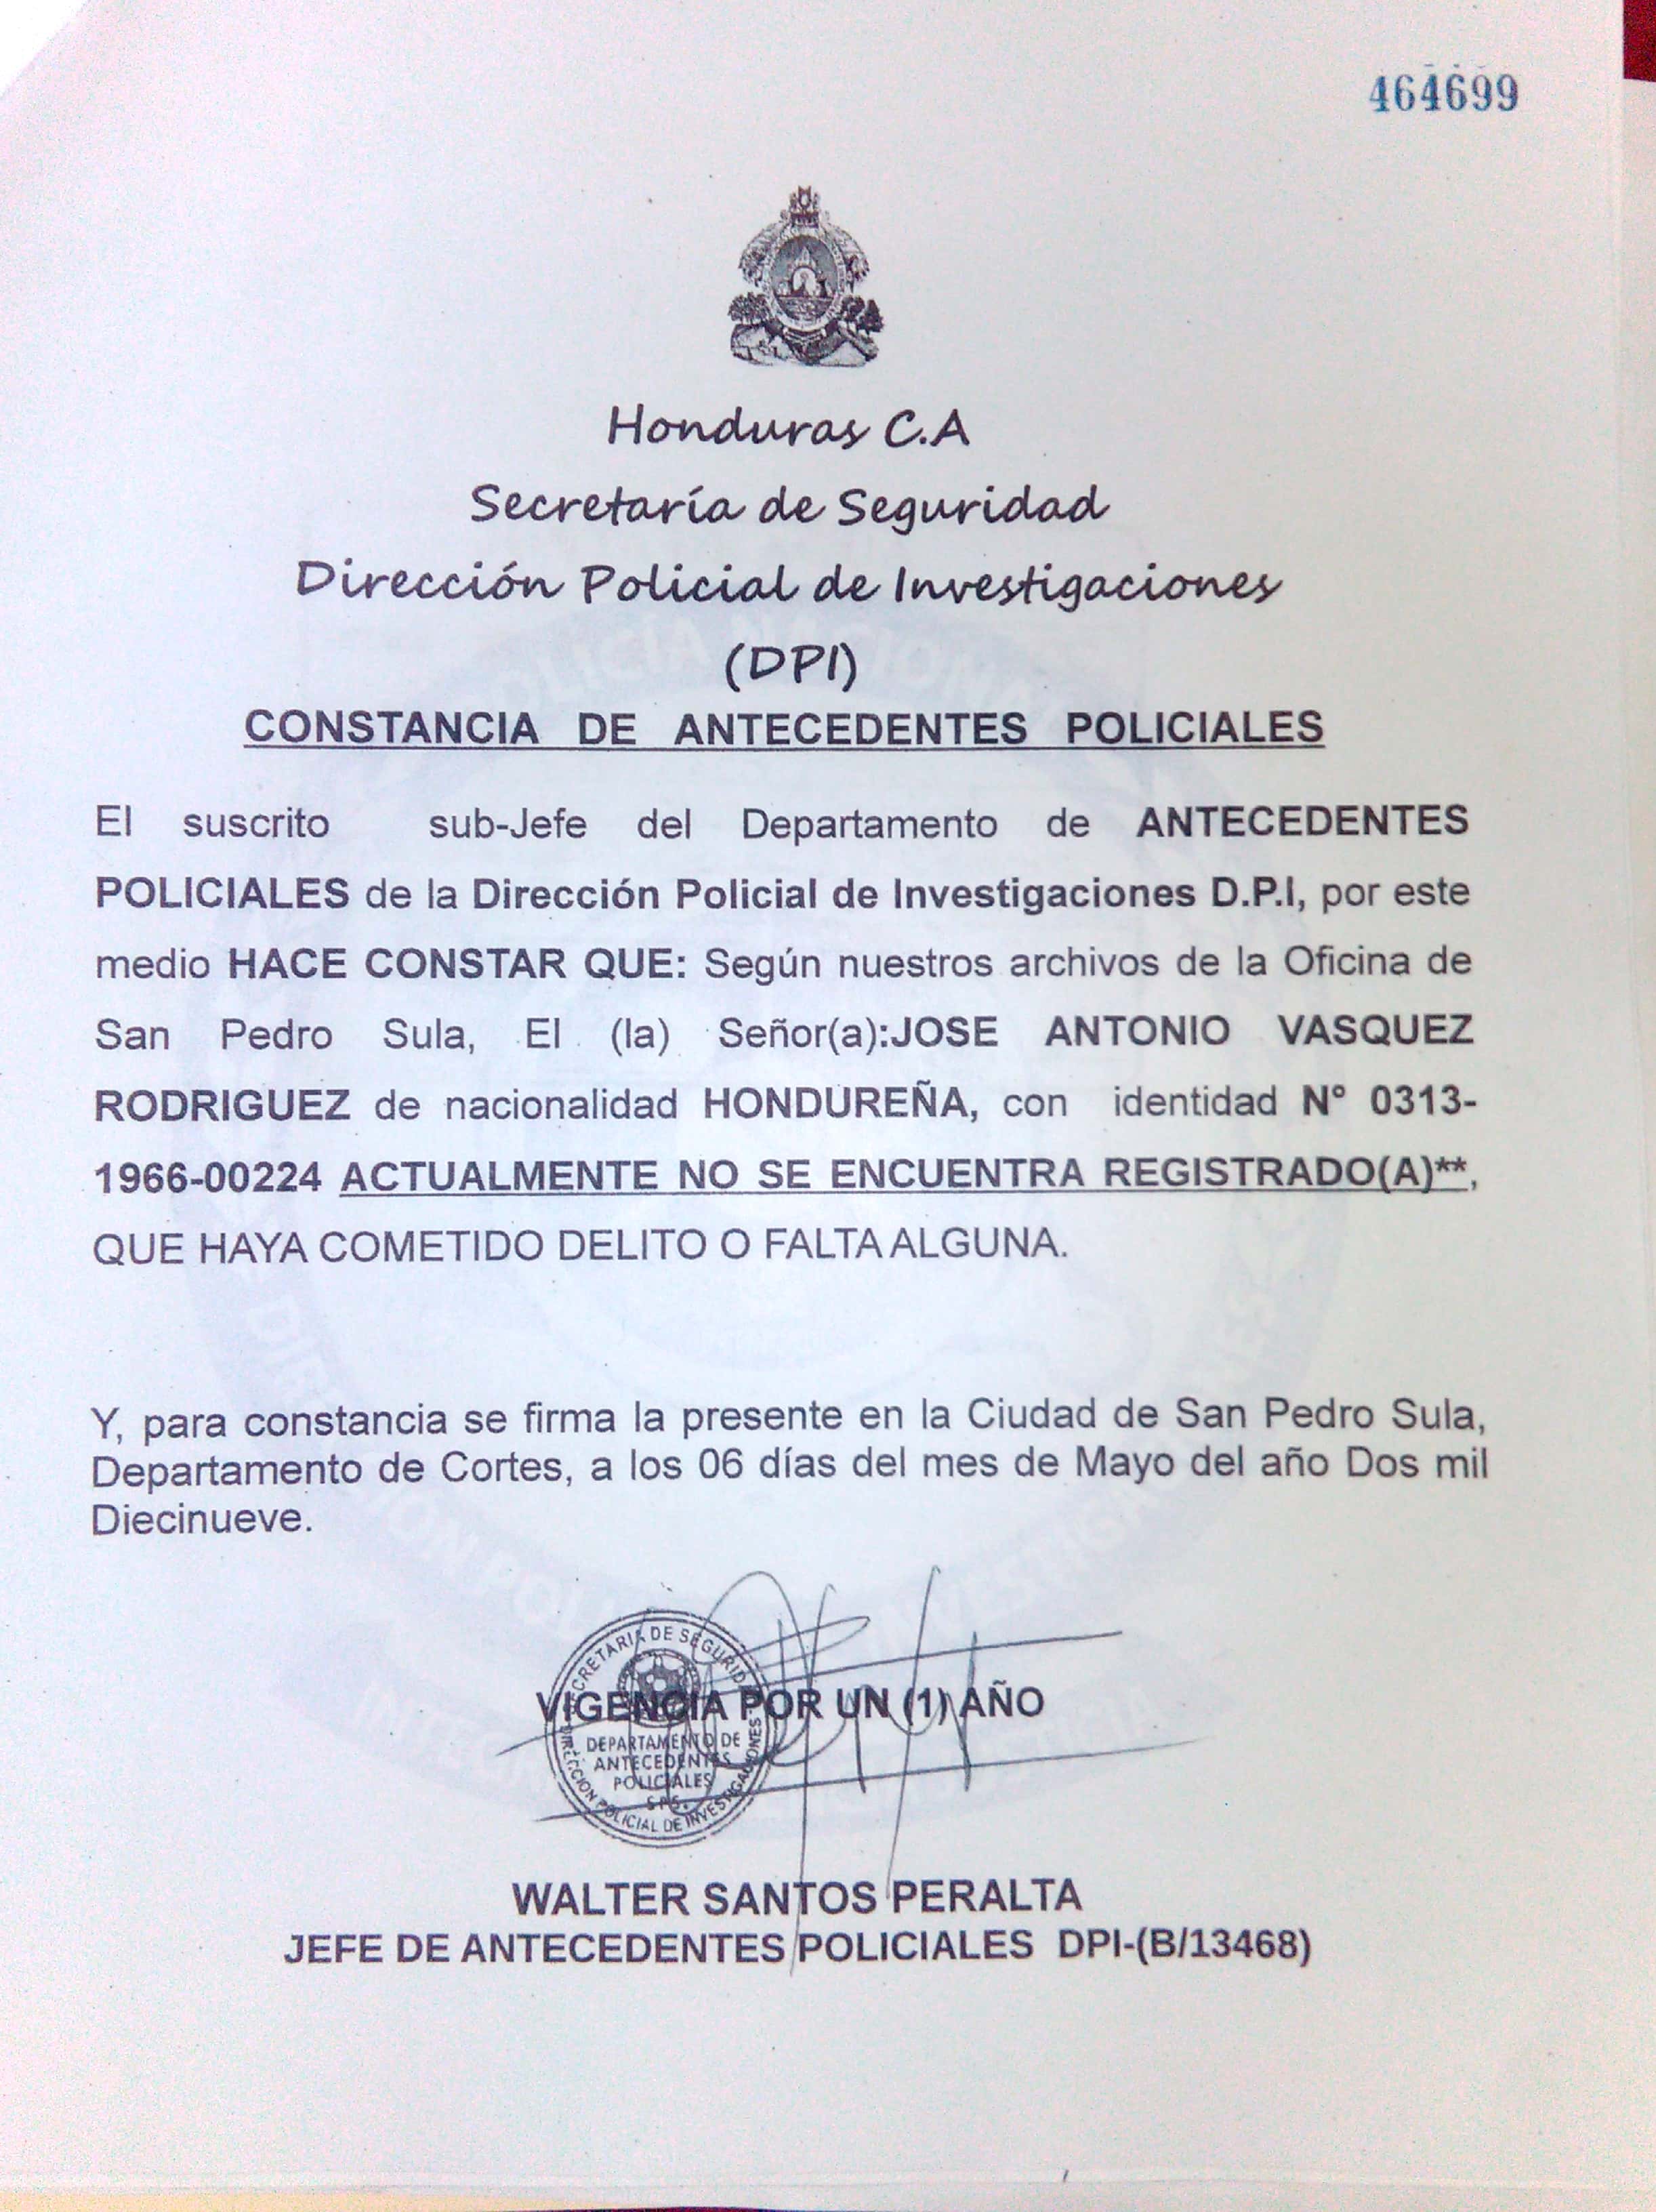 464699
Honduras C.A
Secretaría de Seguridad
Dirección Policial de Investigaciones
(DPI)
CONSTANCIA DE ANTECEDENTES POLICIALES
El suscrito sub-Jefe del Departamento de ANTECEDENTES
POLICIALES de la Dirección Policial de Investigaciones D.P.I, por este
medio HACE CONSTAR QUE: Según nuestros archivos de la Oficina de
San Pedro Sula, El (la) Señor(a):JOSE ANTONIO VASQUEZ
RODRIGUEZ de nacionalidad HONDUREÑA, con identidad N° 0313-
1966-00224 ACTUALMENTE NO SE ENCUENTRA REGISTRADO(A)**,
QUE HAYA COMETIDO DELITO O FALTA ALGUNA.
Y, para constancia se firma la presente en la Ciudad de San Pedro Sula,
Departamento de Cortes, a los 06 días del mes de Mayo del año Dos mil
Diecinueve.
VIGENCIA POR UN (1) AÑO
DEPARTAMENTO DE
ANTECEDENTES
POLICIALES
S.P.S.
DIRECCION POLICIAL DE INVESTIGACIONES
WALTER SANTOS PERALTA
JEFE DE ANTECEDENTES POLICIALES DPI-(B/13468)